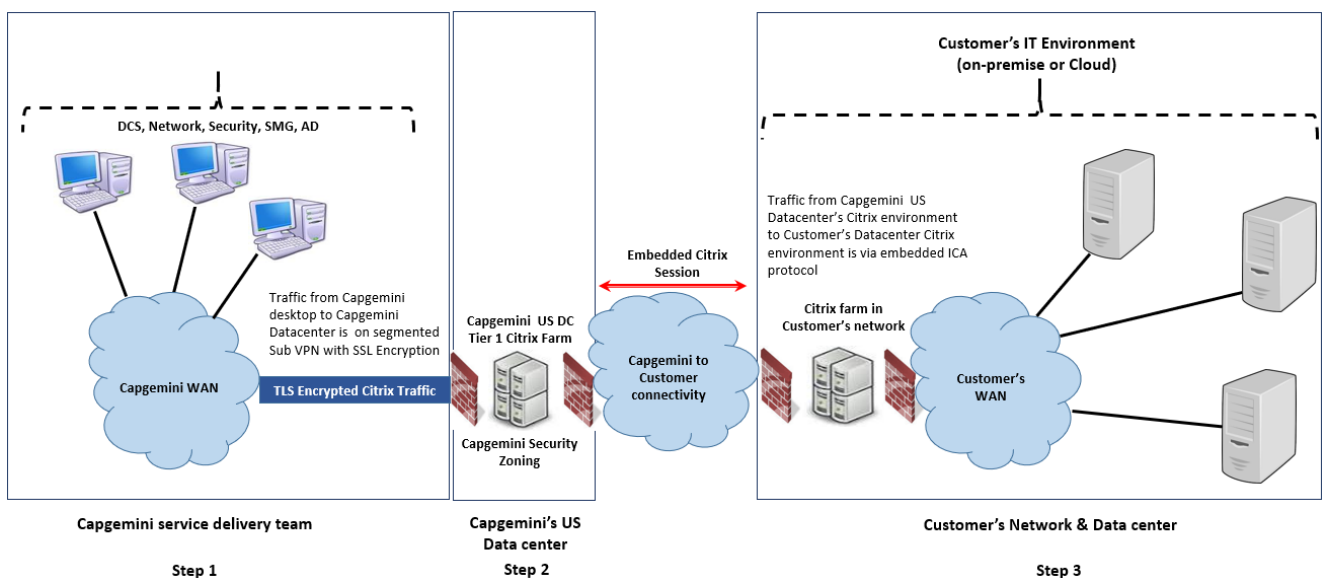 DCS, Network, Security, SMG, AD
Traffic from Capgemini
desktop to Capgemini
Datacenter is on segmented
Sub VPN with SSL Encryption
Capgemini WAN
TLS Encrypted Citrix Traffic
Capgemini service delivery team
Step 1
Capgemini US DC
Tier 1 Citrix Farm
Capgemini Security
Zoning
Capgemini's US
Data center
Step 2
Embedded Citrix
Session
Capgemini to
Customer
connectivity
Customer's IT Environment
(on-premise or Cloud)
Traffic from Capgemini US
Datacenter's Citrix environment
to Customer's Datacenter Citrix
environment is via embedded ICA
protocol
Citrix farm in
Customer's network
Customer's
WAN
Customer's Network & Data center
Step 3